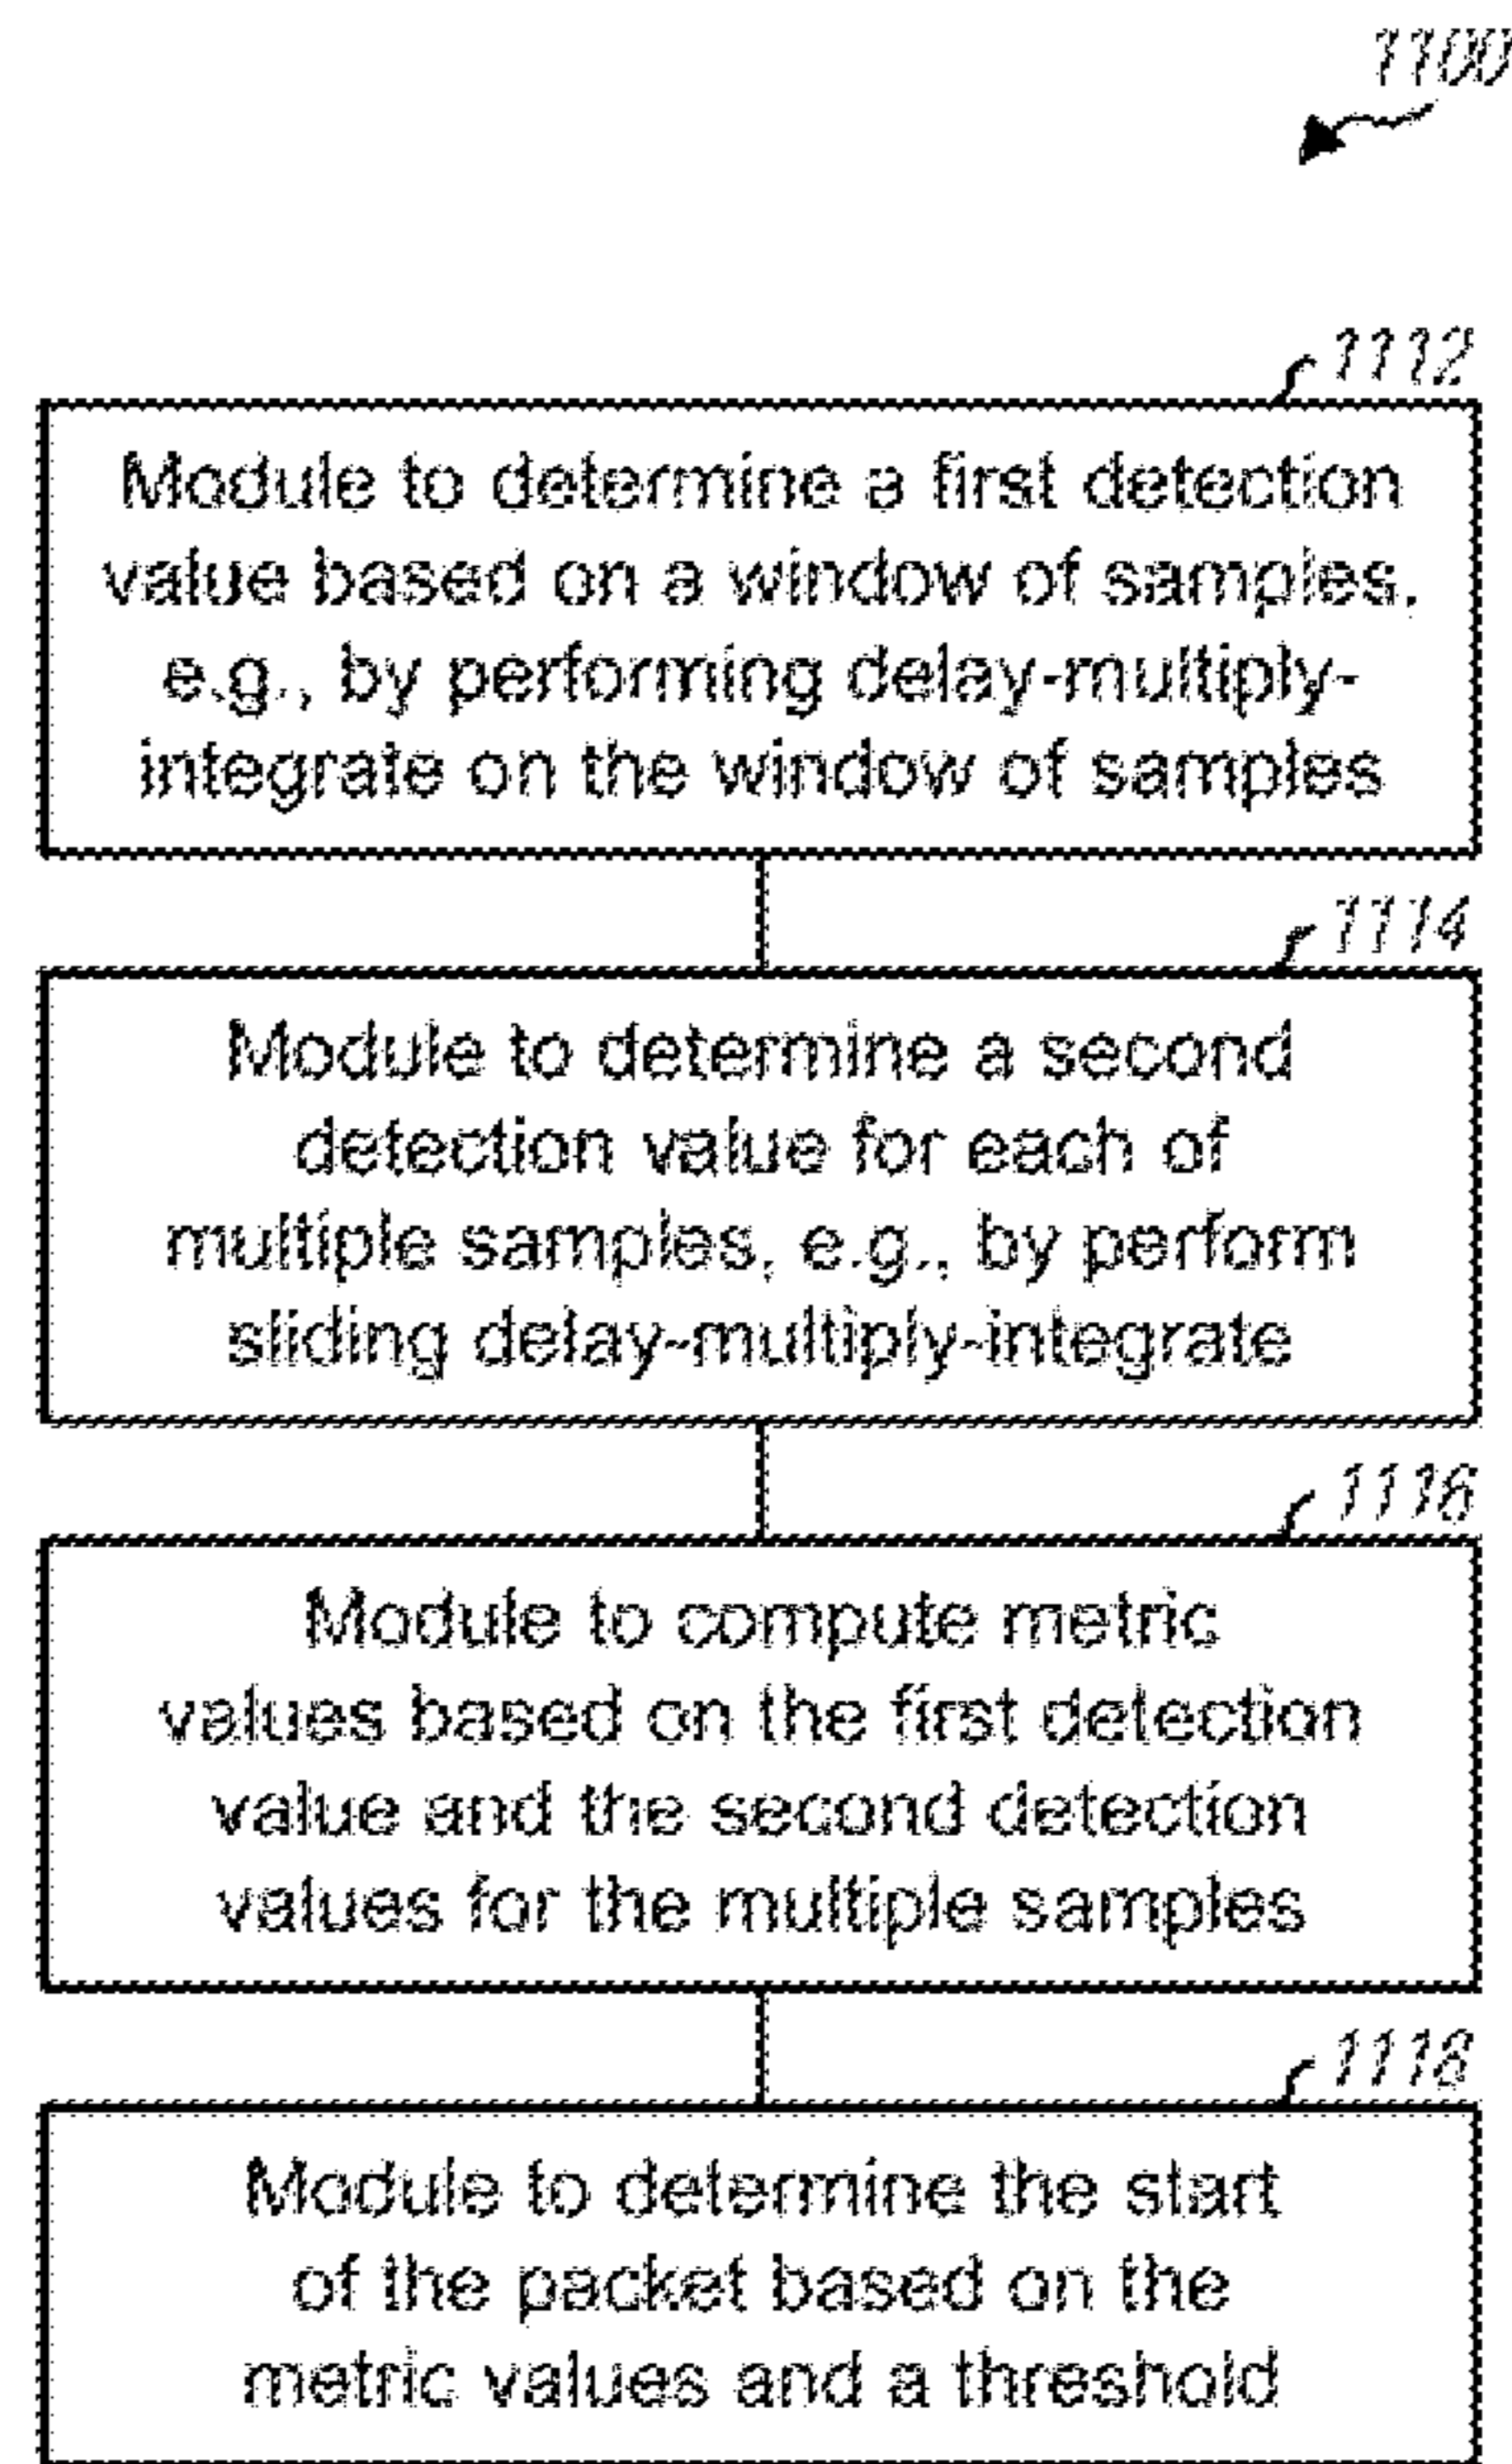 1100
1112
Module to determine a first detection
value based on a window of samples,
e.g., by performing delay-multiply-
integrate on the window of samples
1114
Module to determine a second
detection value for each of
multiple samples, e.g., by perform
sliding delay-multiply-integrate
1116
Module to compute metric
values based on the first detection
value and the second detection
values for the multiple samples
1118
Module to determine the start
of the packet based on the
metric values and a threshold